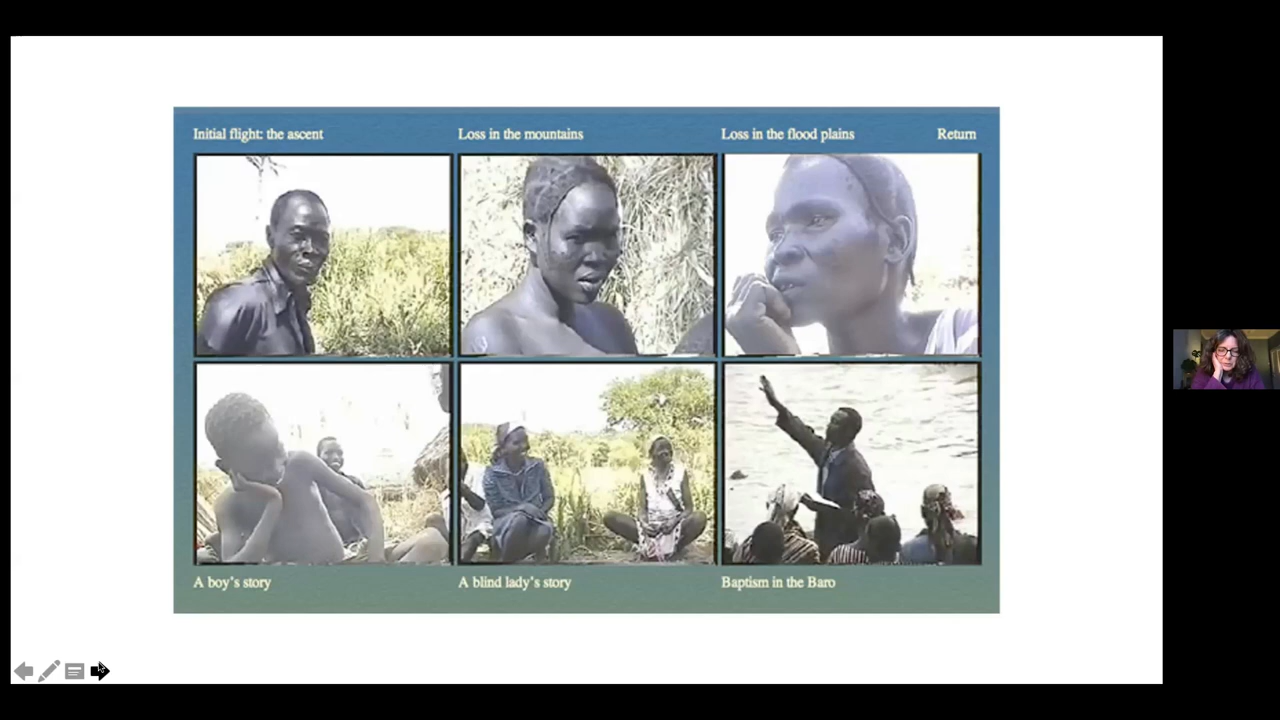 Initial flight: the ascent
Loss in the mountains
Loss in the flood plains
Return
A boy's story
A blind lady's story
Baptism in the Baro